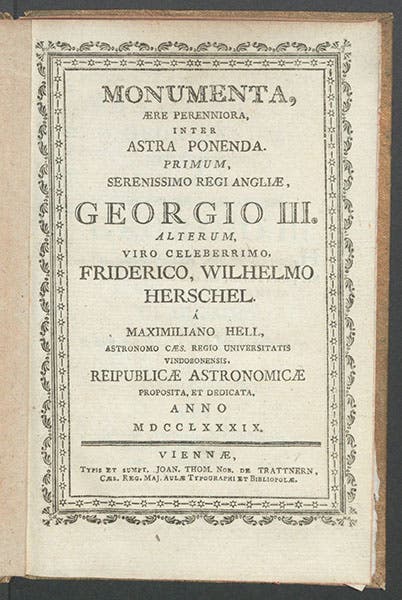 MONUMENTA,
ÆRE PERENNIORA,
INTER
ASTRA PONENDA.
PRIMUM,
SERENISSIMO REGI ANGLIÆ,
GEORGIO III.
ALTERUM,
VIRO CELEBERRIMO,
FRIDERICO, WILHELMO
HERSCHEL.
Á
MAXIMILIANO HELL,
ASTRONOMO CÆS. REGIO UNIVERSITATIS
VINDOBONENSIS.
REIPUBLICÆ ASTRONOMICÆ
PROPOSITA, ET DEDICATA,
ANNO
MDCCLXXXIX.
VIENNÆ,
TYPIS ET SUMPT. JOAN. THOM. NOB. DE TRATTNERN,
CÆS. REG. MAJ. AULÆ TYPOGRAPHI ET BIBLIOPOLÆ.